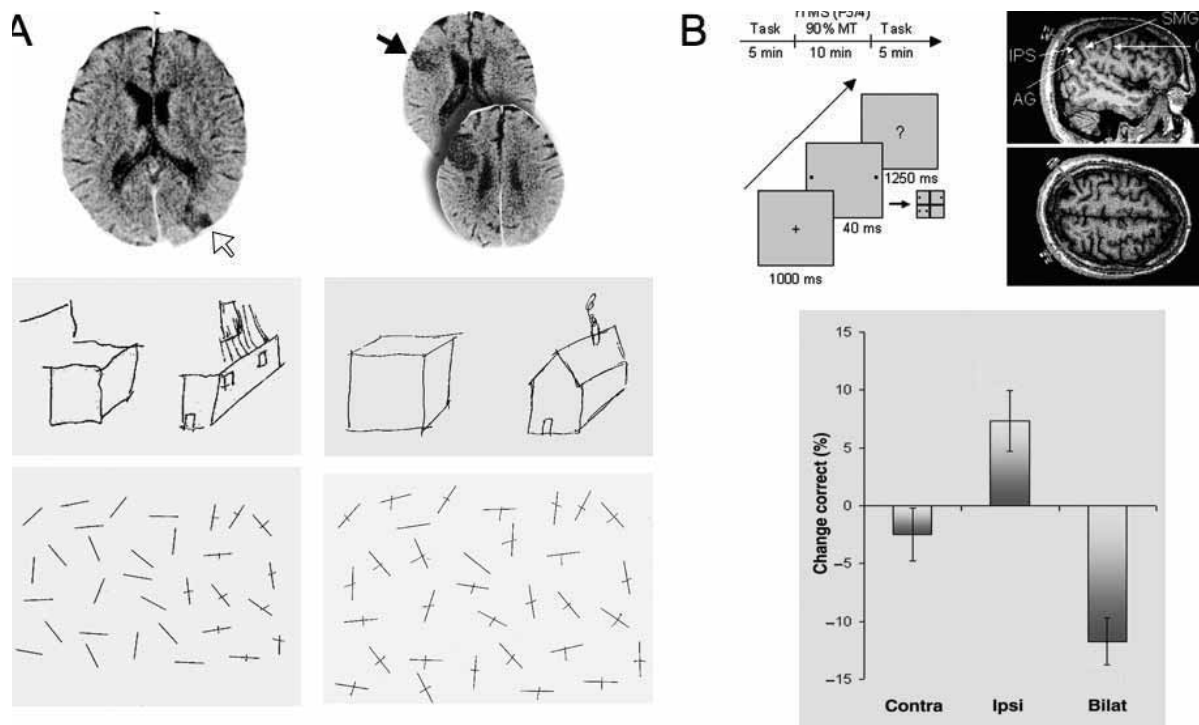 A
B
rTMS (P3/4)
Task 90% MT Task
5 min 10 min 5 min
?
1250 ms
40 ms
+
1000 ms
SMG
IPS
AG
15
10
5
0
−5
−10
−15
Change correct (%)
Contra Ipsi Bilat